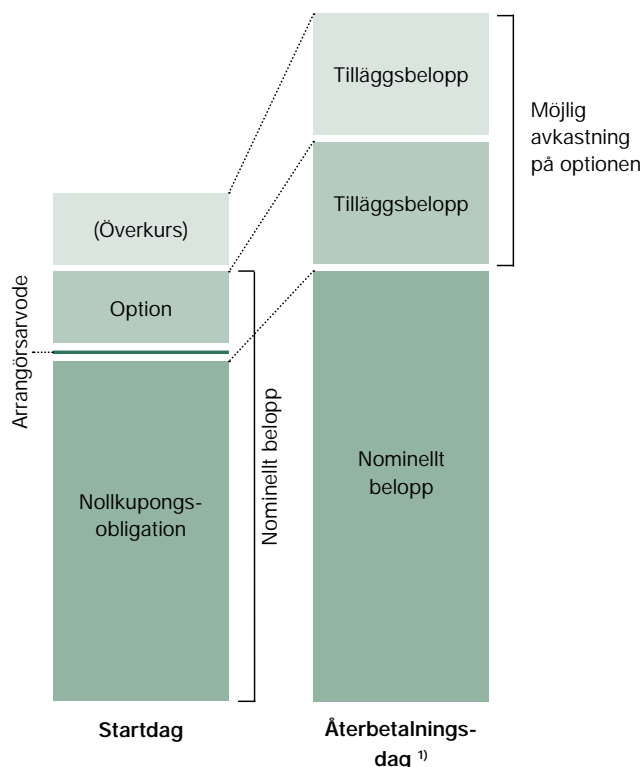 Tilläggsbelopp
Möjlig
avkastning
på optionen
Tilläggsbelopp
(Överkurs)
Option
Arrangörsarvode
Nominellt belopp
Nollkupongs-
obligation
Nominellt
belopp
Startdag
Återbetalnings-
dag 1)